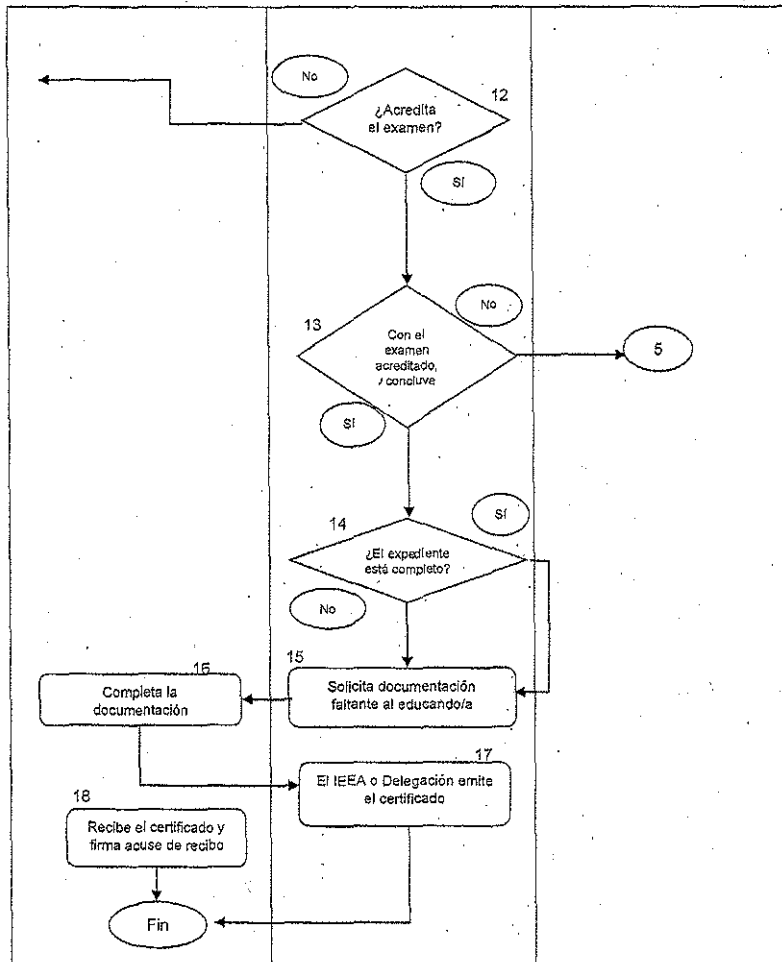 No
12
¿Acredita
el examen?
Sí
No
13
Con el
examen
acreditado,
y concluye
5
Sí
Sí
14
¿El expediente
está completo?
No
15
16
Completa la
documentación
Solicita documentación
faltante al educando/a
17
El IEEA o Delegación emite
el certificado
18
Recibe el certificado y
firma acuse de recibo
Fin